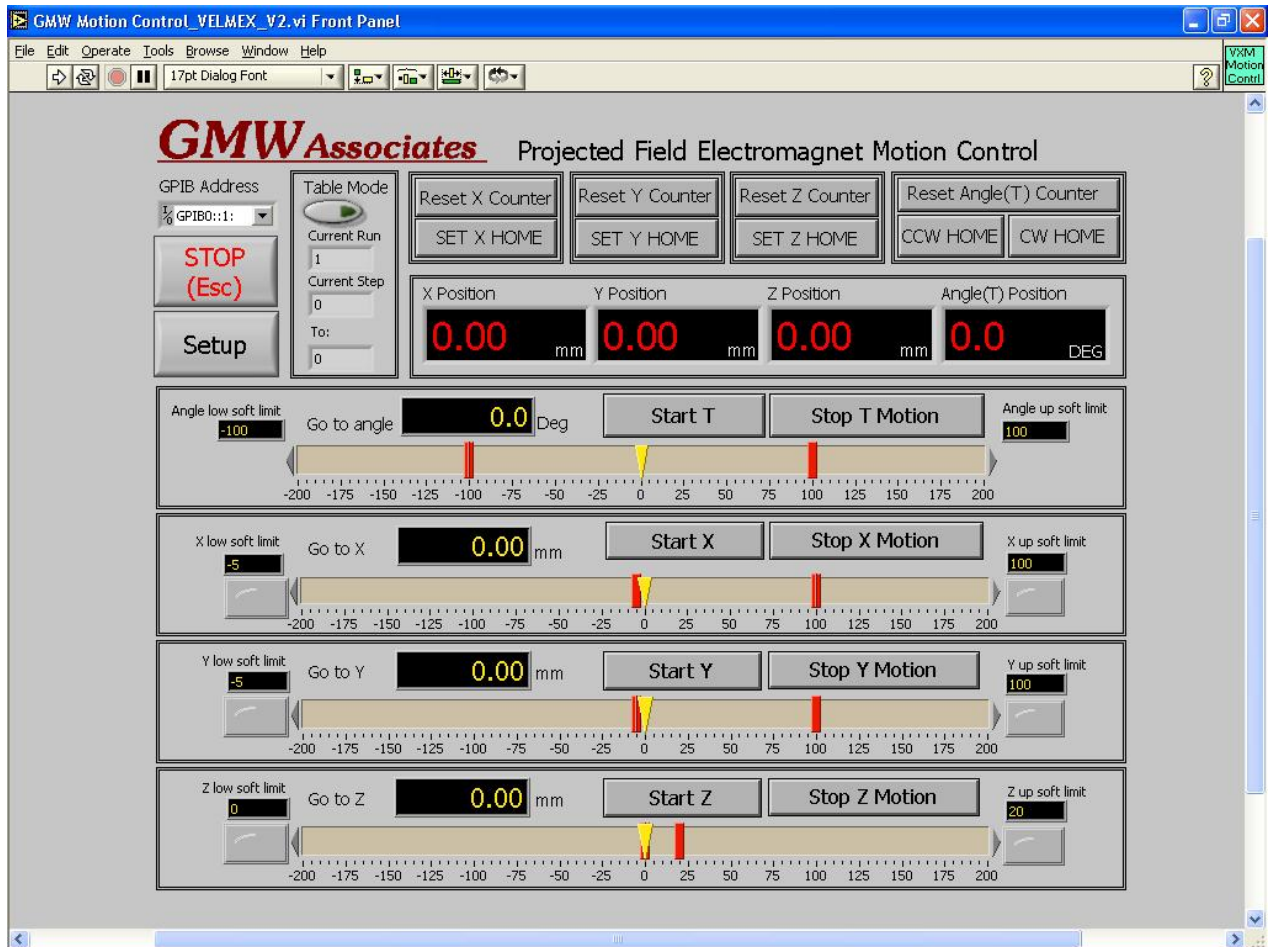 GMW Motion Control_VELMEX_V2.vi Front Panel
File Edit Operate Tools Browse Window Help
17pt Dialog Font
?
VXM
Motion
Contrl
GMW Associates Projected Field Electromagnet Motion Control
GPIB Address
I/O GPIB0::1:
STOP
(Esc)
Setup
Table Mode
Current Run
1
Current Step
0
To:
0
Reset X Counter Reset Y Counter Reset Z Counter Reset Angle(T) Counter
SET X HOME SET Y HOME SET Z HOME CCW HOME CW HOME
X Position Y Position Z Position Angle(T) Position
0.00 mm 0.00 mm 0.00 mm 0.0 DEG
Angle low soft limit
-100
Go to angle 0.0 Deg Start T Stop T Motion
Angle up soft limit
100
-200 -175 -150 -125 -100 -75 -50 -25 0 25 50 75 100 125 150 175 200
X low soft limit
-5
Go to X 0.00 mm Start X Stop X Motion
X up soft limit
100
-200 -175 -150 -125 -100 -75 -50 -25 0 25 50 75 100 125 150 175 200
Y low soft limit
-5
Go to Y 0.00 mm Start Y Stop Y Motion
Y up soft limit
100
-200 -175 -150 -125 -100 -75 -50 -25 0 25 50 75 100 125 150 175 200
Z low soft limit
0
Go to Z 0.00 mm Start Z Stop Z Motion
Z up soft limit
20
-200 -175 -150 -125 -100 -75 -50 -25 0 25 50 75 100 125 150 175 200